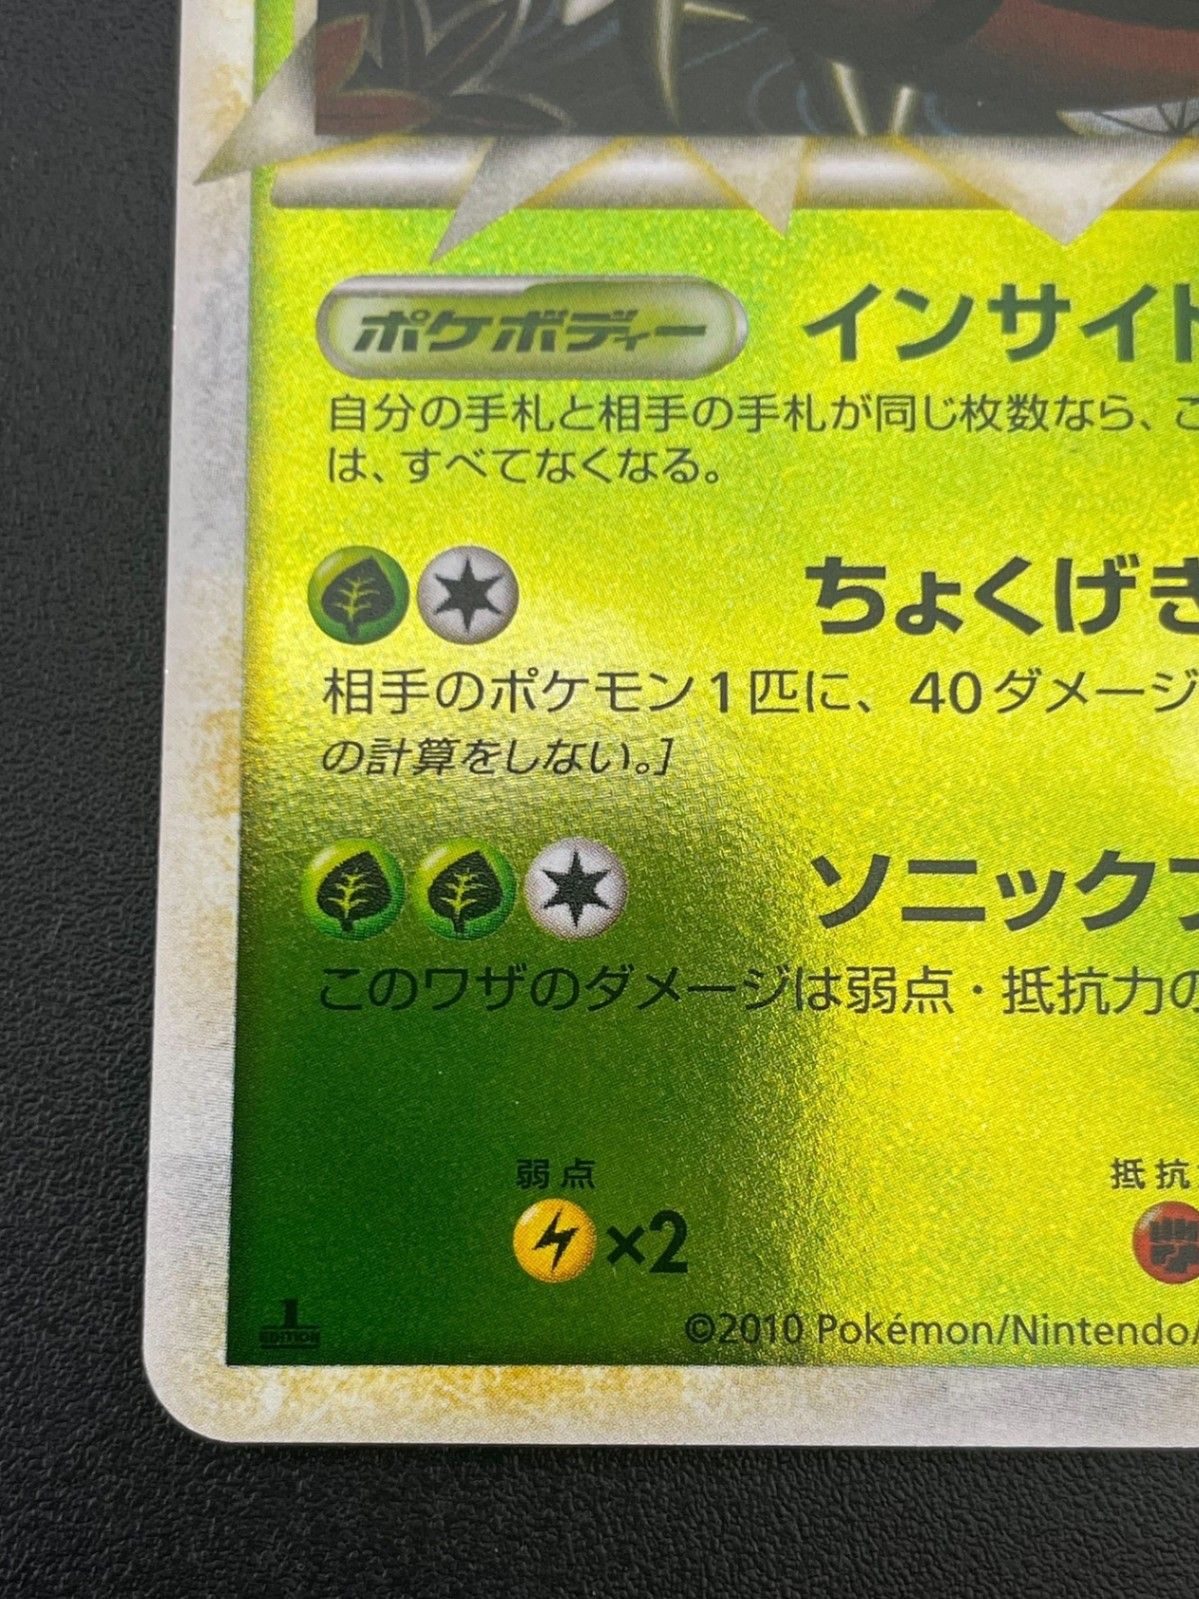 ポケボディー インサイト
自分の手札と相手の手札が同じ枚数なら、こ
は、すべてなくなる。
ちょくげき
相手のポケモン1匹に、40ダメージ
の計算をしない。]
ソニックブ
このワザのダメージは弱点・抵抗力の
弱点 抵抗
×2
1 EDITION
©2010 Pokémon/Nintendo/